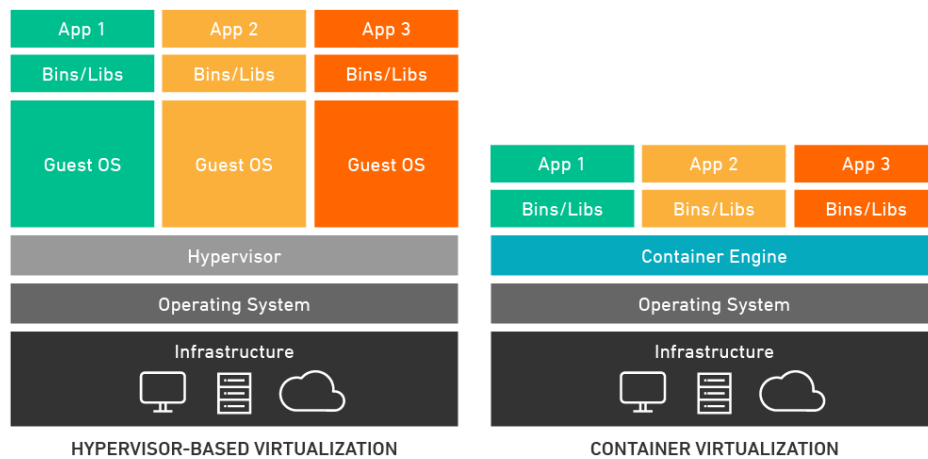 App 1
App 2
App 3
Bins/Libs
Bins/Libs
Bins/Libs
Guest OS
Guest OS
Guest OS
Hypervisor
Operating System
Infrastructure
HYPERVISOR-BASED VIRTUALIZATION
App 1
App 2
App 3
Bins/Libs
Bins/Libs
Bins/Libs
Container Engine
Operating System
Infrastructure
CONTAINER VIRTUALIZATION